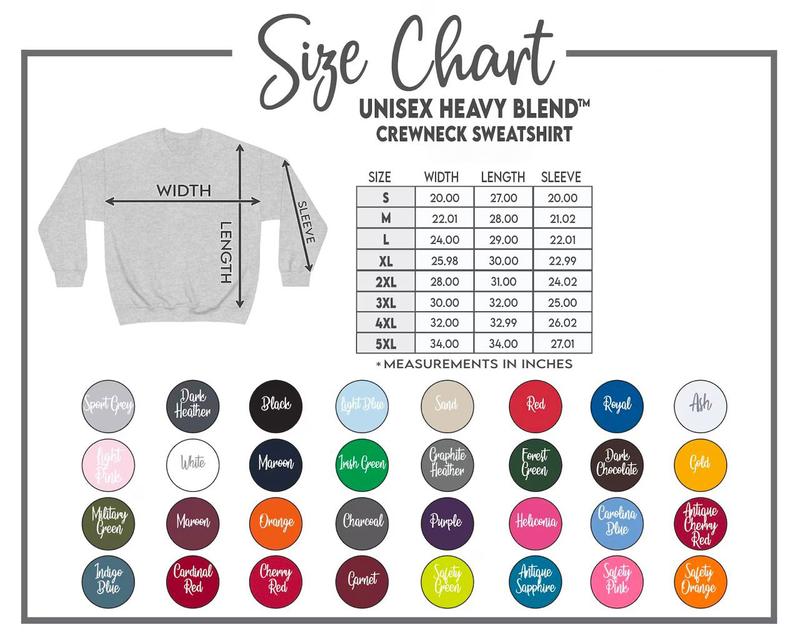 Size Chart
UNISEX HEAVY BLEND™
CREWNECK SWEATSHIRT
WIDTH
LENGTH
SLEEVE
SIZE WIDTH LENGTH SLEEVE
S 20.00 27.00 20.00
M 22.01 28.00 21.02
L 24.00 29.00 22.01
XL 25.98 30.00 22.99
2XL 28.00 31.00 24.02
3XL 30.00 32.00 25.00
4XL 32.00 32.99 26.02
5XL 34.00 34.00 27.01
*MEASUREMENTS IN INCHES
Sport Grey
Dark
Heather
Black
Light Blue
Sand
Red
Royal
Ash
Light
Pink
White
Maroon
Irish Green
Graphite
Heather
Forest
Green
Dark
Chocolate
Gold
Military
Green
Maroon
Orange
Charcoal
Purple
Heliconia
Carolina
Blue
Antique
Cherry
Red
Indigo
Blue
Cardinal
Red
Cherry
Red
Garnet
Safety
Green
Antique
Sapphire
Safety
Pink
Safety
Orange